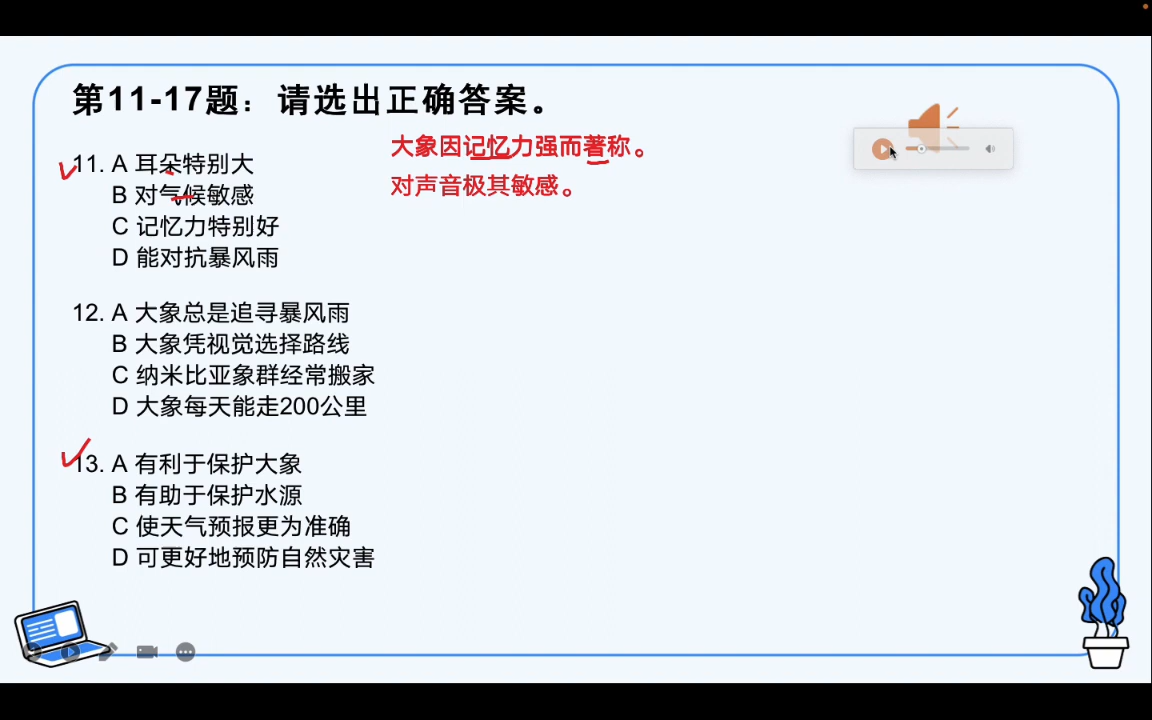 第11-17题：请选出正确答案。
大象因记忆力强而著称。
对声音极其敏感。
11. A 耳朵特别大
B 对气候敏感
C 记忆力特别好
D 能对抗暴风雨
12. A 大象总是追寻暴风雨
B 大象凭视觉选择路线
C 纳米比亚象群经常搬家
D 大象每天能走200公里
13. A 有利于保护大象
B 有助于保护水源
C 使天气预报更为准确
D 可更好地预防自然灾害